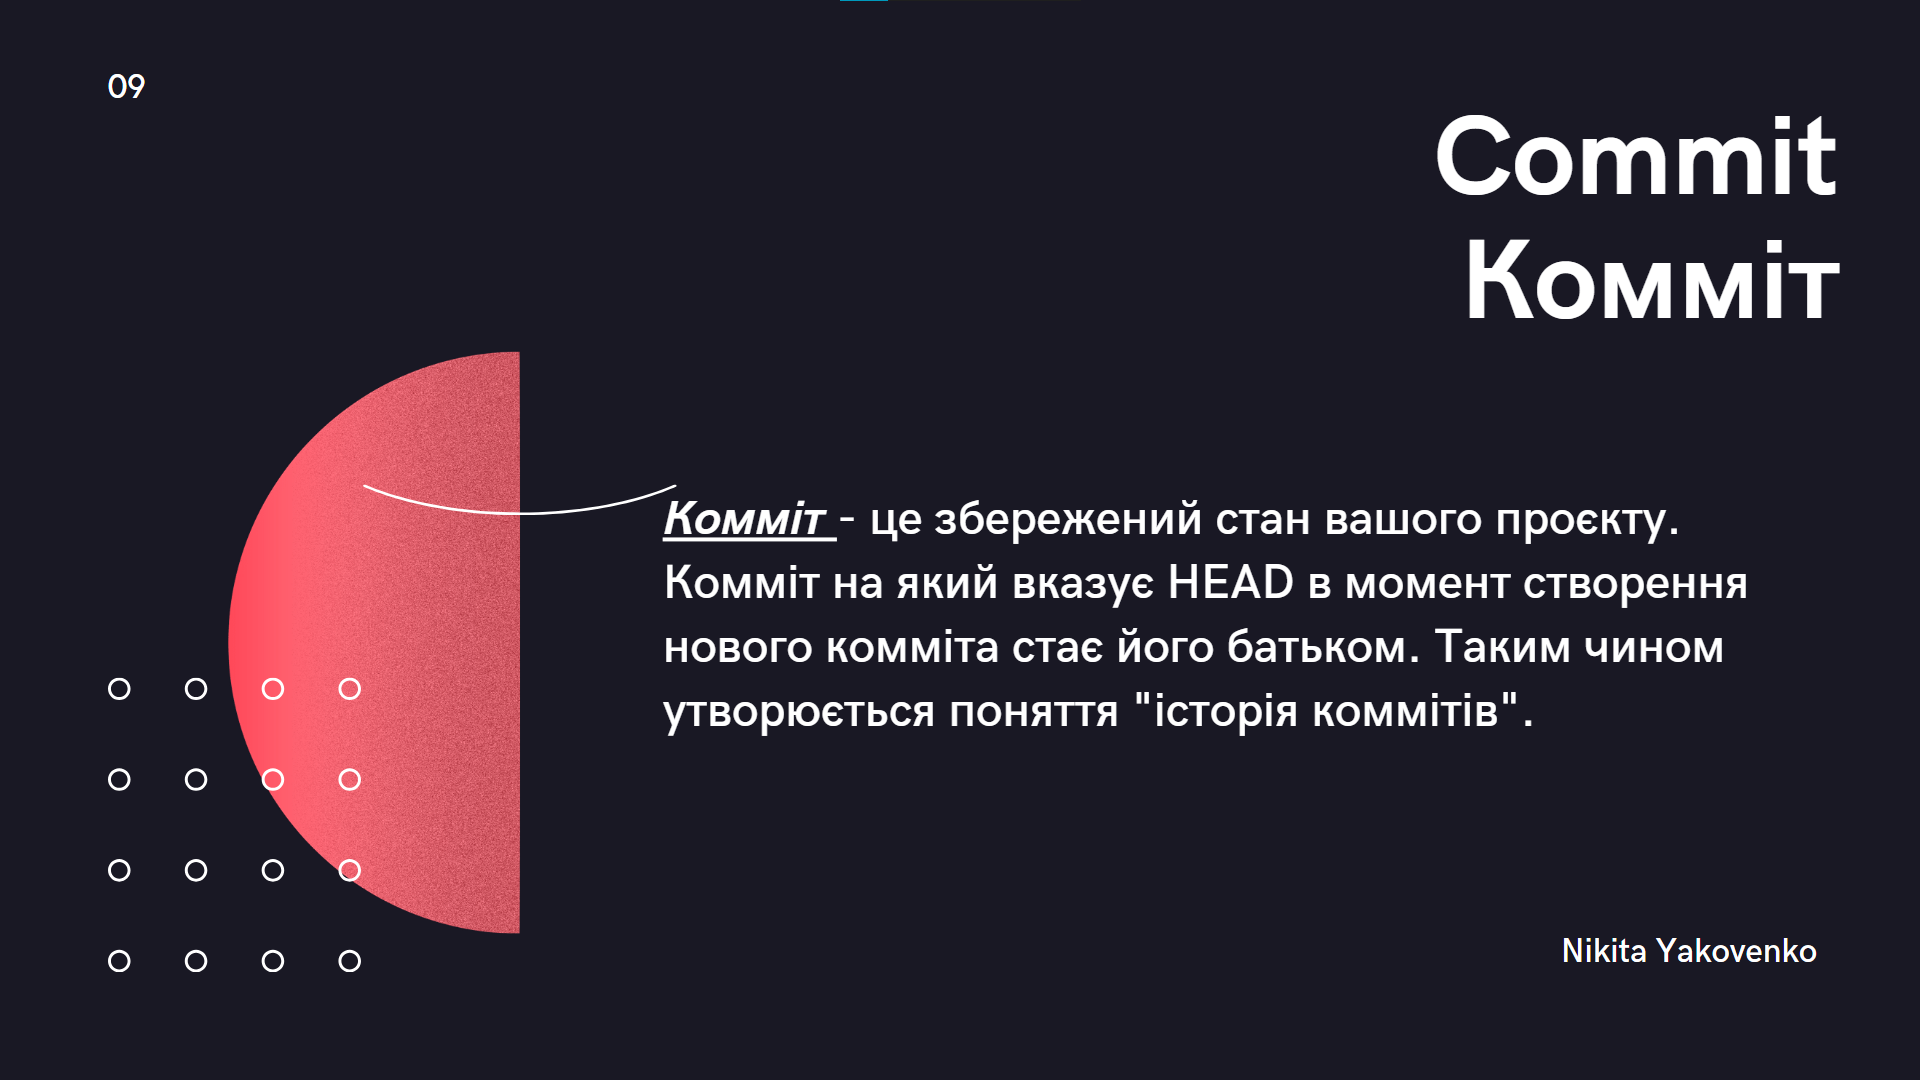 09
Commit
Комміт
Комміт - це збережений стан вашого проєкту.
Комміт на який вказує HEAD в момент створення
нового комміта стає його батьком. Таким чином
утворюється поняття "історія коммітів".
Nikita Yakovenko